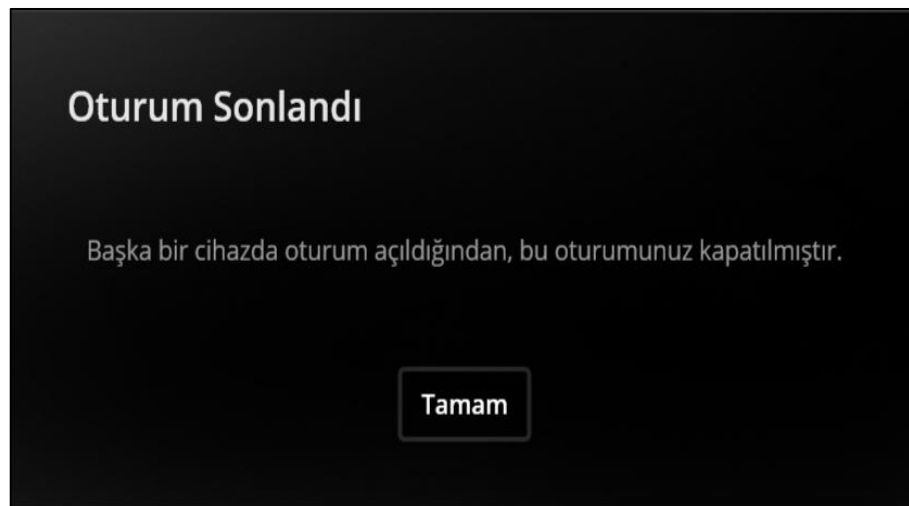 Oturum Sonlandı
Başka bir cihazda oturum açıldığından, bu oturumunuz kapatılmıştır.
Tamam